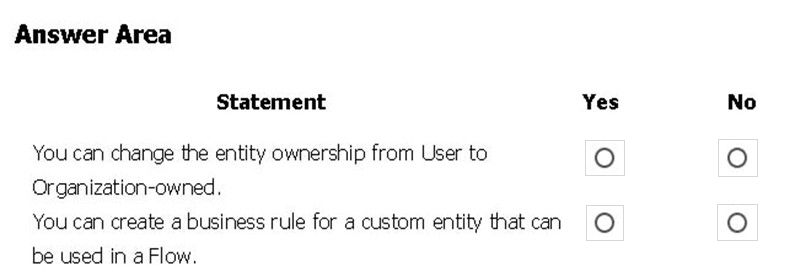 Answer Area
Statement Yes No
You can change the entity ownership from User to
Organization-owned.
You can create a business rule for a custom entity that can
be used in a Flow.